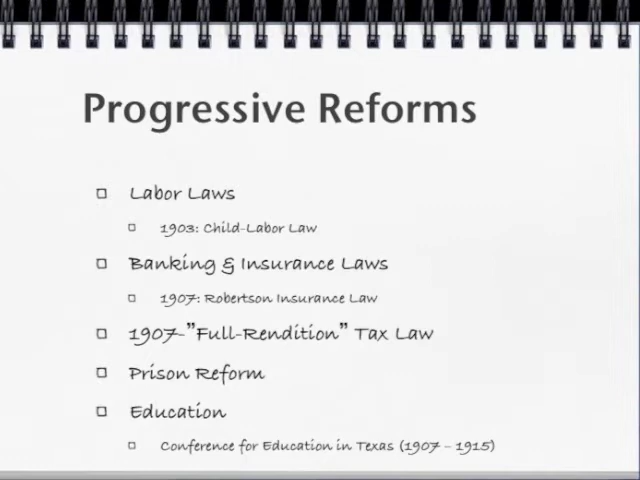 Progressive Reforms
Labor Laws
1903: Child-Labor Law
Banking & Insurance Laws
1907: Robertson Insurance Law
1907-”Full-Rendition” Tax Law
Prison Reform
Education
Conference for Education in Texas (1907 – 1915)